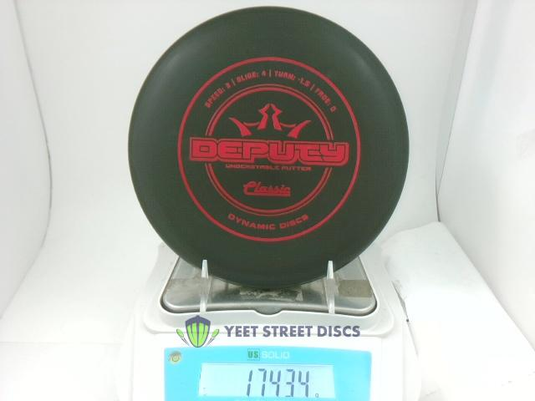 SPEED: 3 | GLIDE: 4 | TURN: -1.5 | FADE: 0
DEPUTY
UNDERSTABLE PUTTER
Classic
DYNAMIC DISCS
YEET STREET DISCS
US SOLID
174.34 g